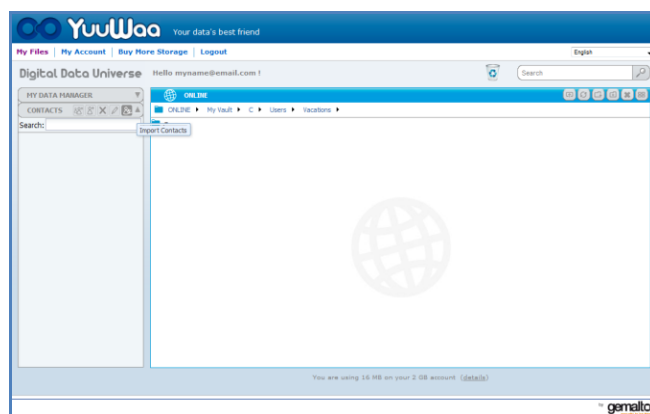 YuuWaa Your data's best friend
My Files | My Account | Buy More Storage | Logout English
Digital Data Universe Hello myname@email.com ! Search
MY DATA MANAGER ONLINE
CONTACTS ONLINE My Vault C Users Vacations
Search:
Import Contacts
You are using 16 MB on your 2 GB account (details)
gemalto